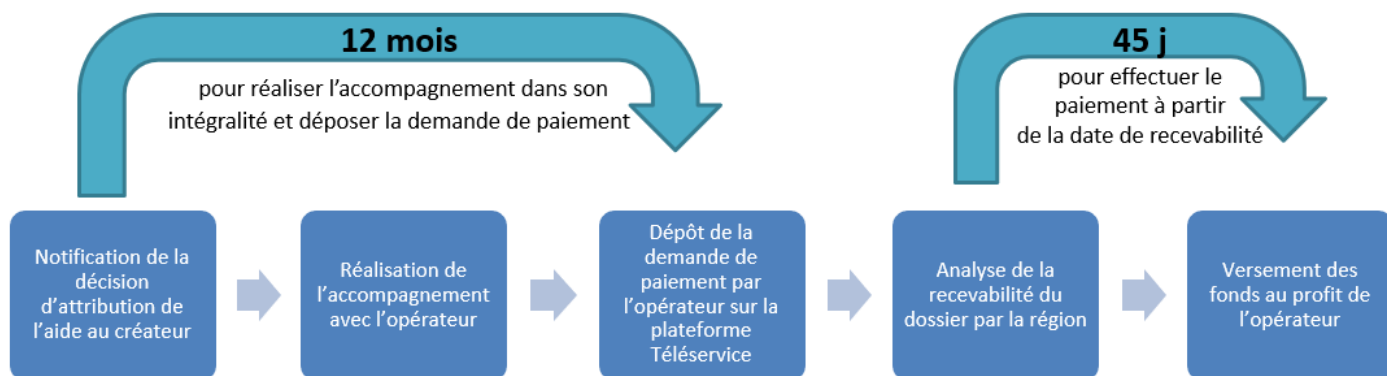 12 mois
pour réaliser l'accompagnement dans son
intégralité et déposer la demande de paiement
45 j
pour effectuer le
paiement à partir
de la date de recevabilité
Notification de la
décision
d'attribution de
l'aide au créateur
Réalisation de
l'accompagnement
avec l'opérateur
Dépôt de la
demande de
paiement par
l'opérateur sur la
plateforme
Téléservice
Analyse de la
recevabilité du
dossier par la région
Versement des
fonds au profit de
l'opérateur